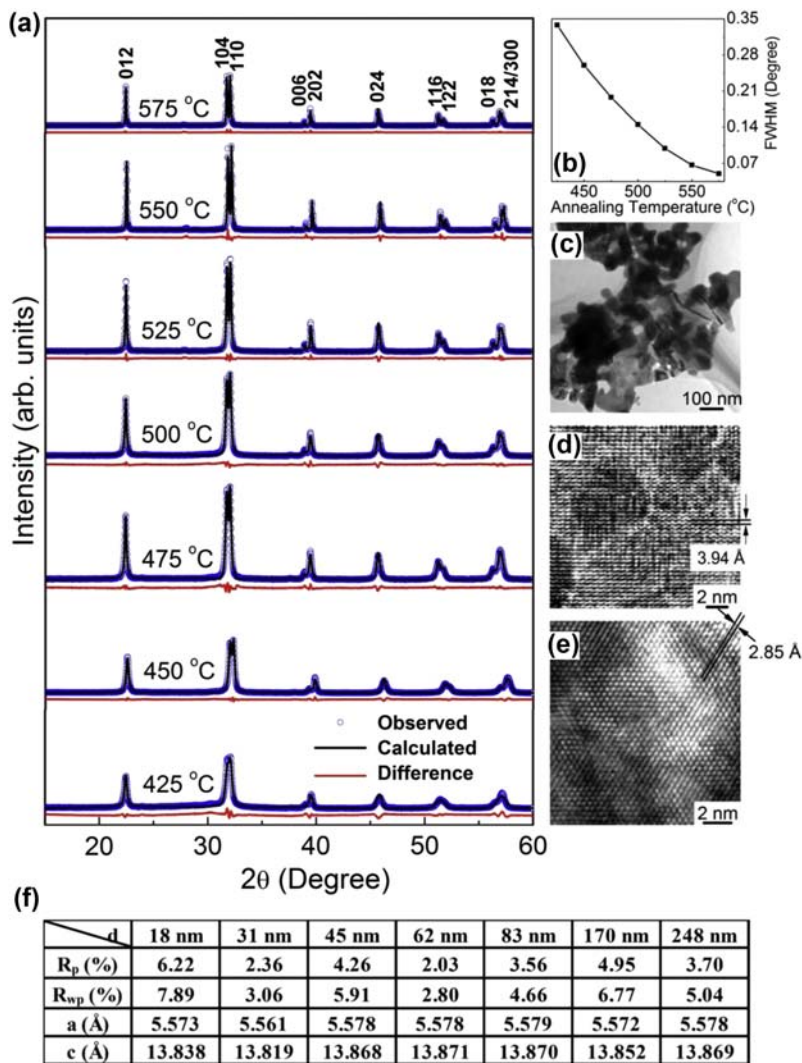 (a)
012
104
110
006
202
024
116
122
018
214/300
575 °C
550 °C
525 °C
500 °C
475 °C
450 °C
425 °C
Observed
Calculated
Difference
Intensity (arb. units)
20 30 40 50 60
2θ (Degree)
0.35
0.28
0.21
0.14
0.07
FWHM (Degree)
(b)
450 500 550
Annealing Temperature (°C)
(c)
100 nm
(d)
3.94 Å
2 nm
(e)
2.85 Å
2 nm
(f)
d 18 nm 31 nm 45 nm 62 nm 83 nm 170 nm 248 nm
Rp (%) 6.22 2.36 4.26 2.03 3.56 4.95 3.70
Rwp (%) 7.89 3.06 5.91 2.80 4.66 6.77 5.04
a (Å) 5.573 5.561 5.578 5.578 5.579 5.572 5.578
c (Å) 13.838 13.819 13.868 13.871 13.870 13.852 13.869